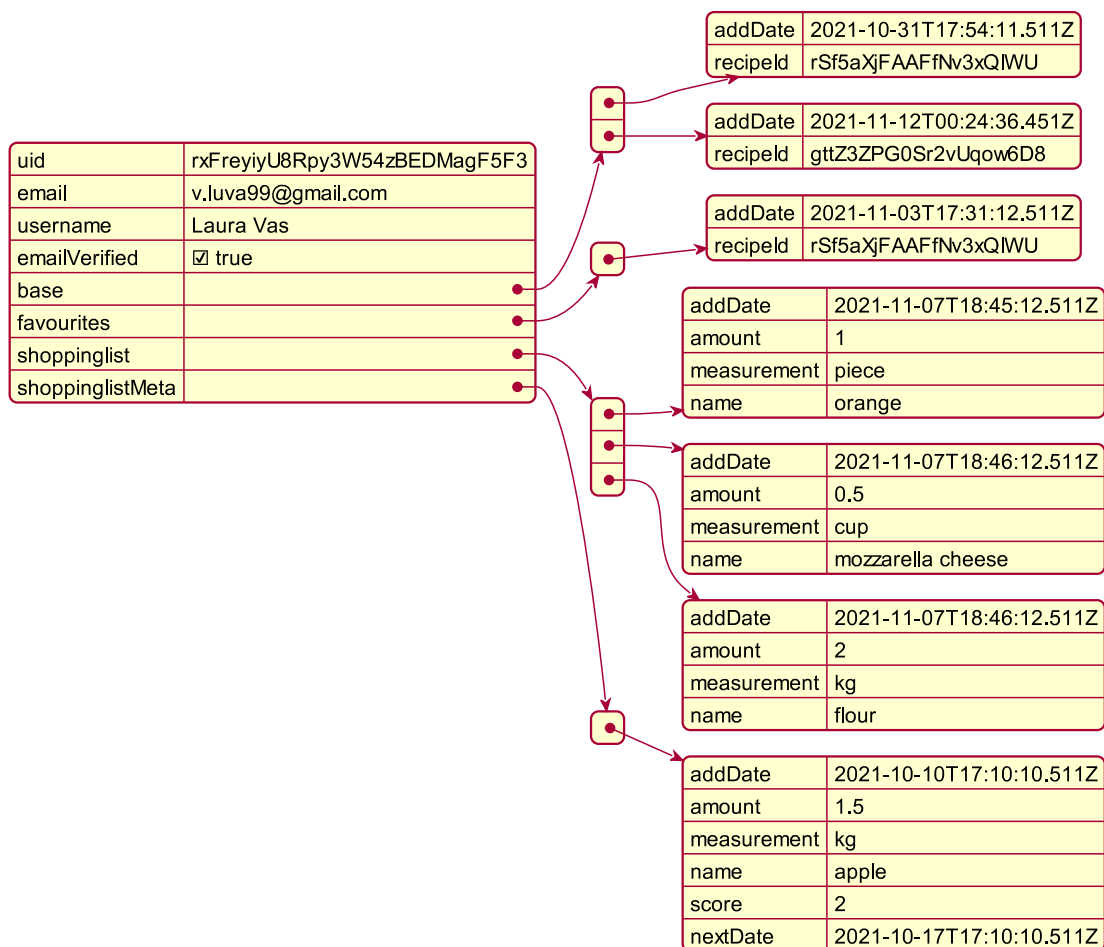 uid rxFreyiyU8Rpy3W54zBEDMagF5F3
email v.luva99@gmail.com
username Laura Vas
emailVerified ☑ true
base
favourites
shoppinglist
shoppinglistMeta
addDate 2021-10-31T17:54:11.511Z
recipeId rSf5aXjFAAFfNv3xQlWU
addDate 2021-11-12T00:24:36.451Z
recipeId gttZ3ZPG0Sr2vUqow6D8
addDate 2021-11-03T17:31:12.511Z
recipeId rSf5aXjFAAFfNv3xQlWU
addDate 2021-11-07T18:45:12.511Z
amount 1
measurement piece
name orange
addDate 2021-11-07T18:46:12.511Z
amount 0.5
measurement cup
name mozzarella cheese
addDate 2021-11-07T18:46:12.511Z
amount 2
measurement kg
name flour
addDate 2021-10-10T17:10:10.511Z
amount 1.5
measurement kg
name apple
score 2
nextDate 2021-10-17T17:10:10.511Z